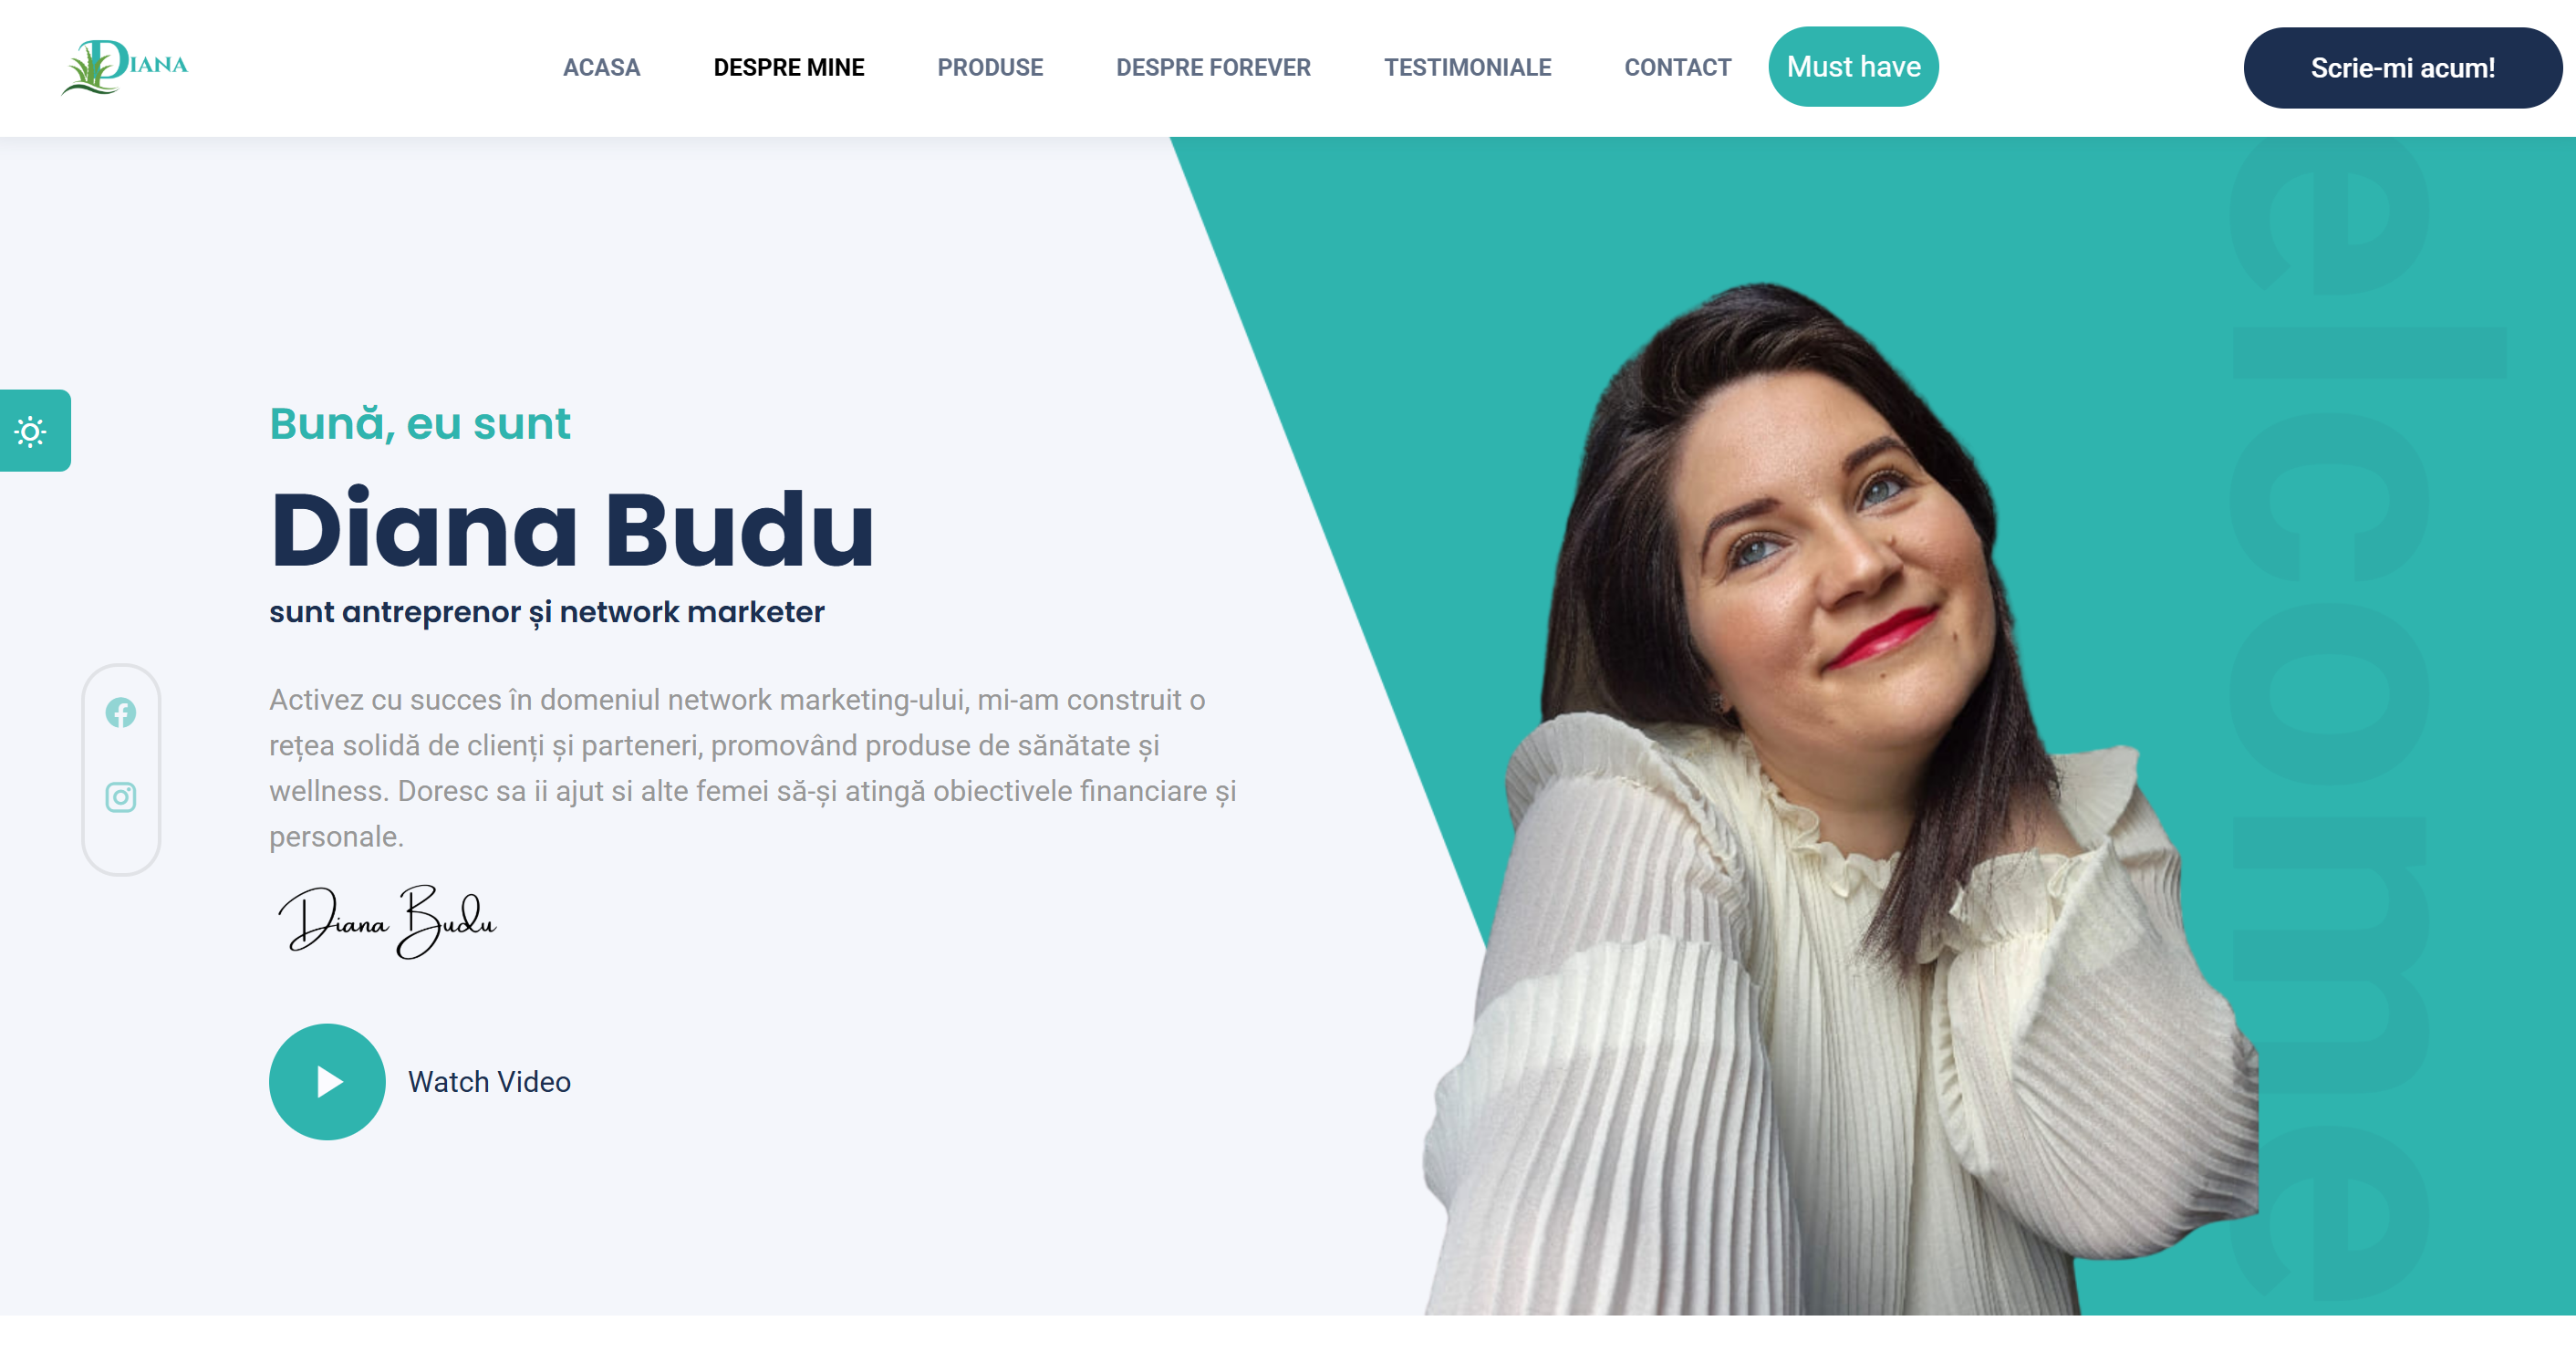 DIANA
ACASA DESPRE MINE PRODUSE DESPRE FOREVER TESTIMONIALE CONTACT Must have Scrie-mi acum!
Bună, eu sunt
Diana Budu
sunt antreprenor și network marketer
Activez cu succes în domeniul network marketing-ului, mi-am construit o
rețea solidă de clienți și parteneri, promovând produse de sănătate și
wellness. Doresc sa ii ajut si alte femei să-și atingă obiectivele financiare și
personale.
Diana Budu
Watch Video
elcome